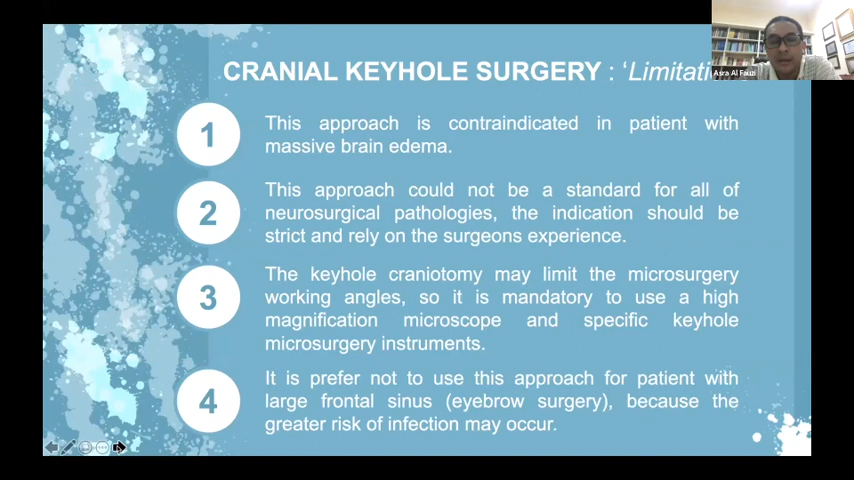 CRANIAL KEYHOLE SURGERY : ‘Limitati
Asra Al Fauzi
1
This approach is contraindicated in patient with
massive brain edema.
2
This approach could not be a standard for all of
neurosurgical pathologies, the indication should be
strict and rely on the surgeons experience.
3
The keyhole craniotomy may limit the microsurgery
working angles, so it is mandatory to use a high
magnification microscope and specific keyhole
microsurgery instruments.
4
It is prefer not to use this approach for patient with
large frontal sinus (eyebrow surgery), because the
greater risk of infection may occur.